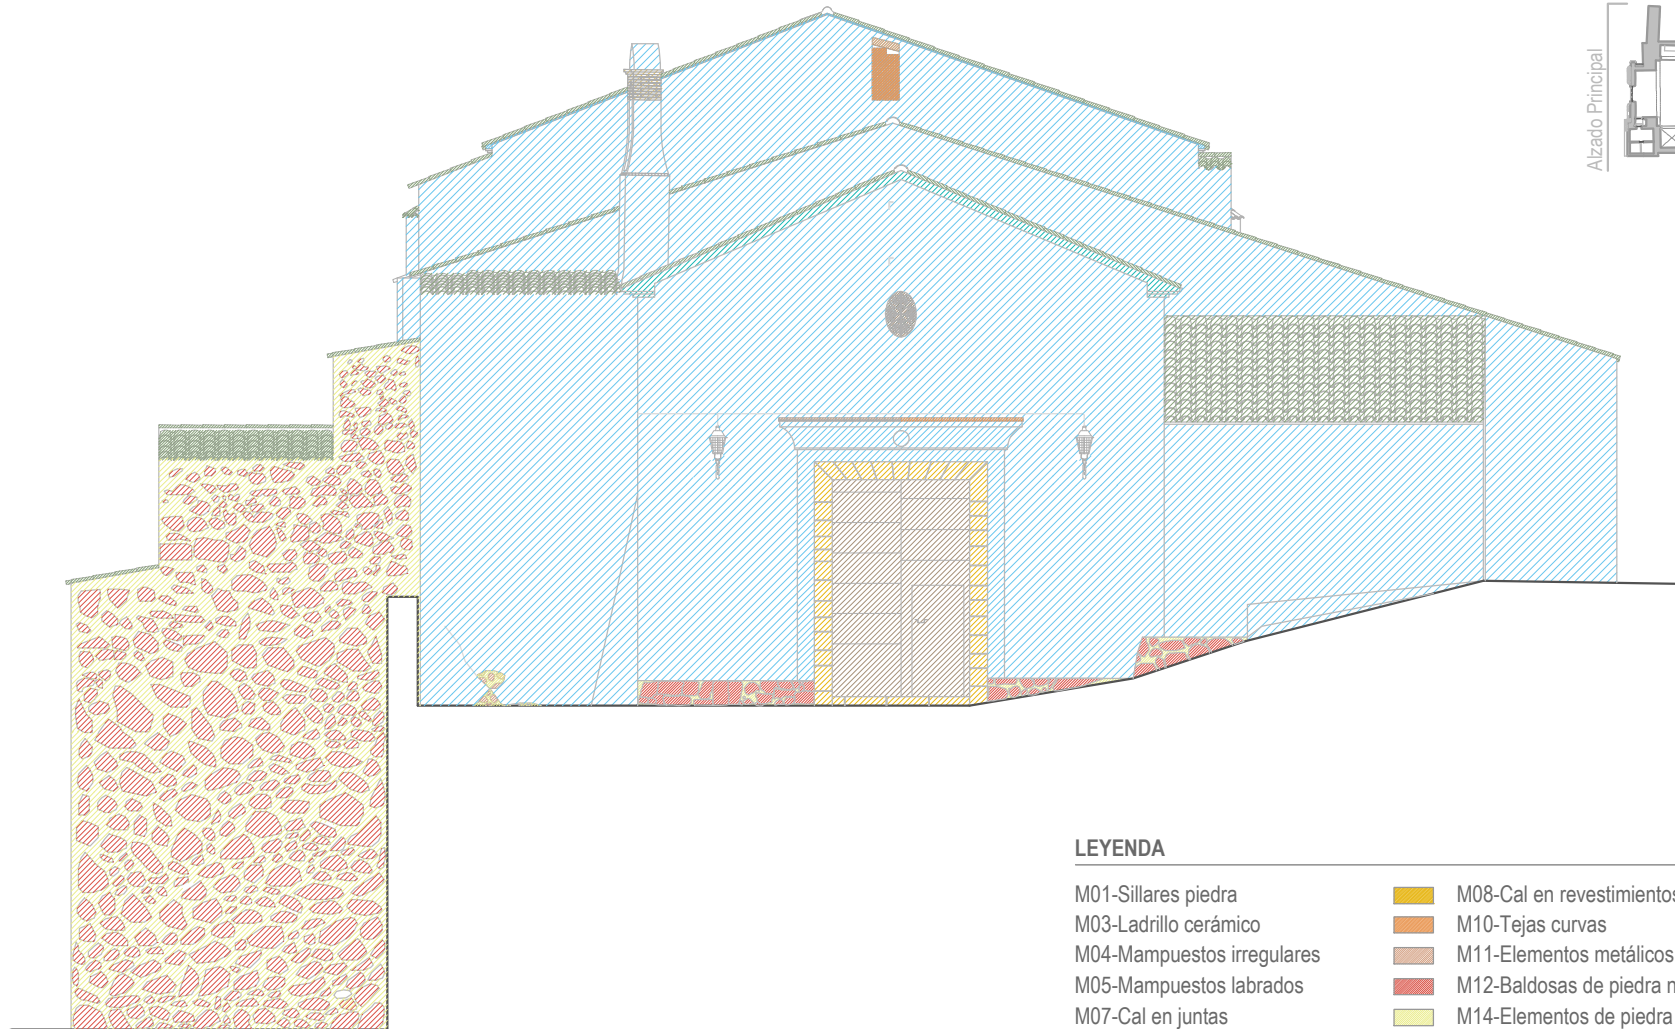 Alzado Principal
LEYENDA
M01-Sillares piedra
M03-Ladrillo cerámico
M04-Mampuestos irregulares
M05-Mampuestos labrados
M07-Cal en juntas
M08-Cal en revestimientos
M10-Tejas curvas
M11-Elementos metálicos
M12-Baldosas de piedra n
M14-Elementos de piedra